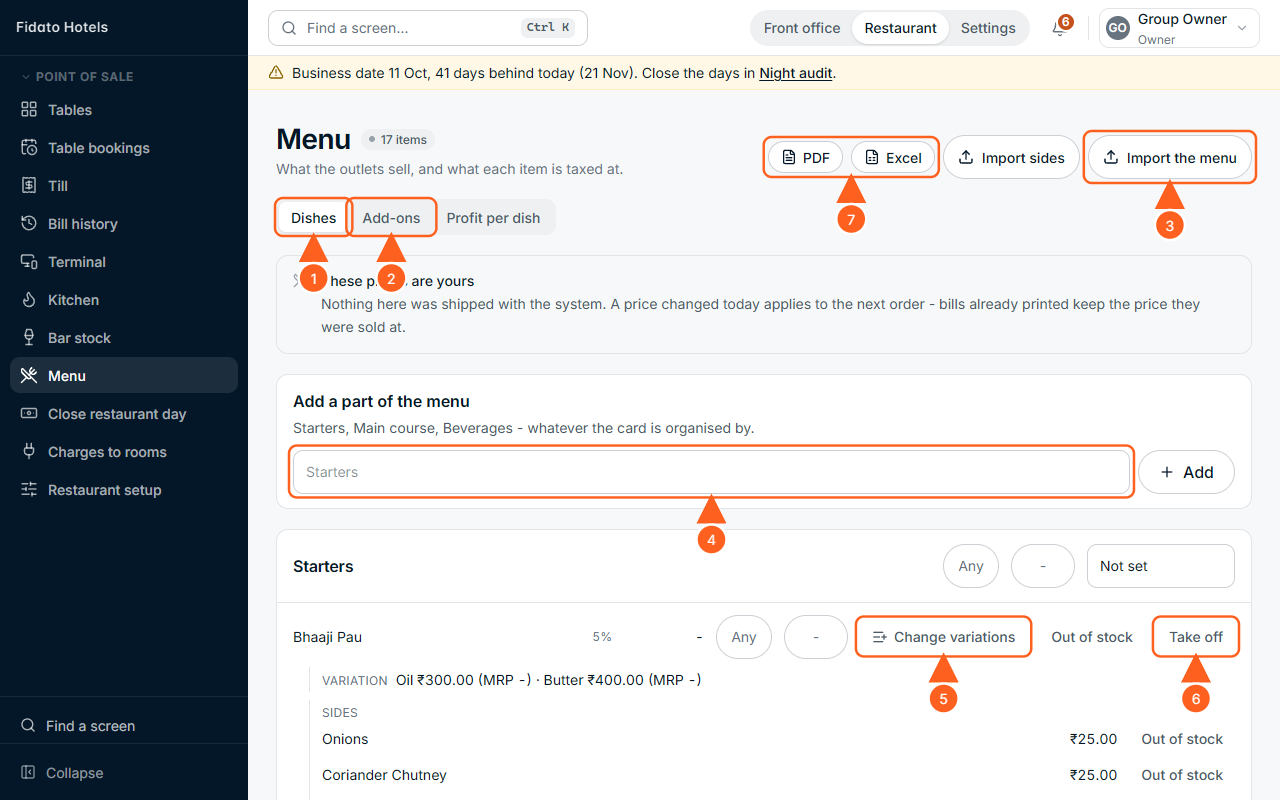 Fidato Hotels
Find a screen...
Ctrl K
Front office
Restaurant
Settings
6
GO
Group Owner
Owner
POINT OF SALE
Tables
Table bookings
Till
Bill history
Terminal
Kitchen
Bar stock
Menu
Close restaurant day
Charges to rooms
Restaurant setup
Find a screen
Collapse
Business date 11 Oct, 41 days behind today (21 Nov). Close the days in Night audit.
Menu
17 items
What the outlets sell, and what each item is taxed at.
PDF
Excel
Import sides
Import the menu
7
3
Dishes
Add-ons
Profit per dish
1
2
are yours
Nothing here was shipped with the system. A price changed today applies to the next order - bills already printed keep the price they
were sold at.
Add a part of the menu
Starters, Main course, Beverages - whatever the card is organised by.
Starters
+ Add
4
Starters
Any
-
Not set
Bhaaji Pau
5%
-
Any
-
Change variations
Out of stock
Take off
5
6
VARIATION Oil ₹300.00 (MRP -) · Butter ₹400.00 (MRP -)
SIDES
Onions
₹25.00
Out of stock
Coriander Chutney
₹25.00
Out of stock